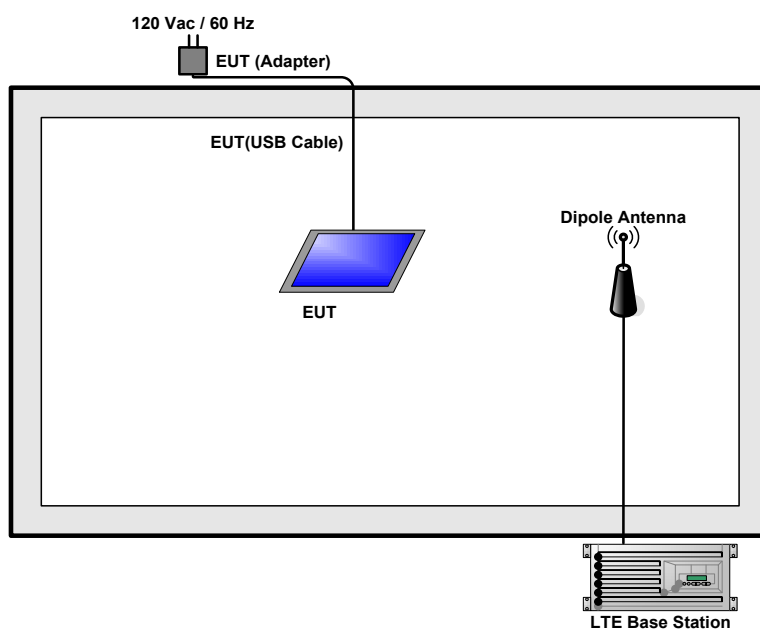 120 Vac / 60 Hz
EUT (Adapter)
EUT(USB Cable)
Dipole Antenna
EUT
LTE Base Station